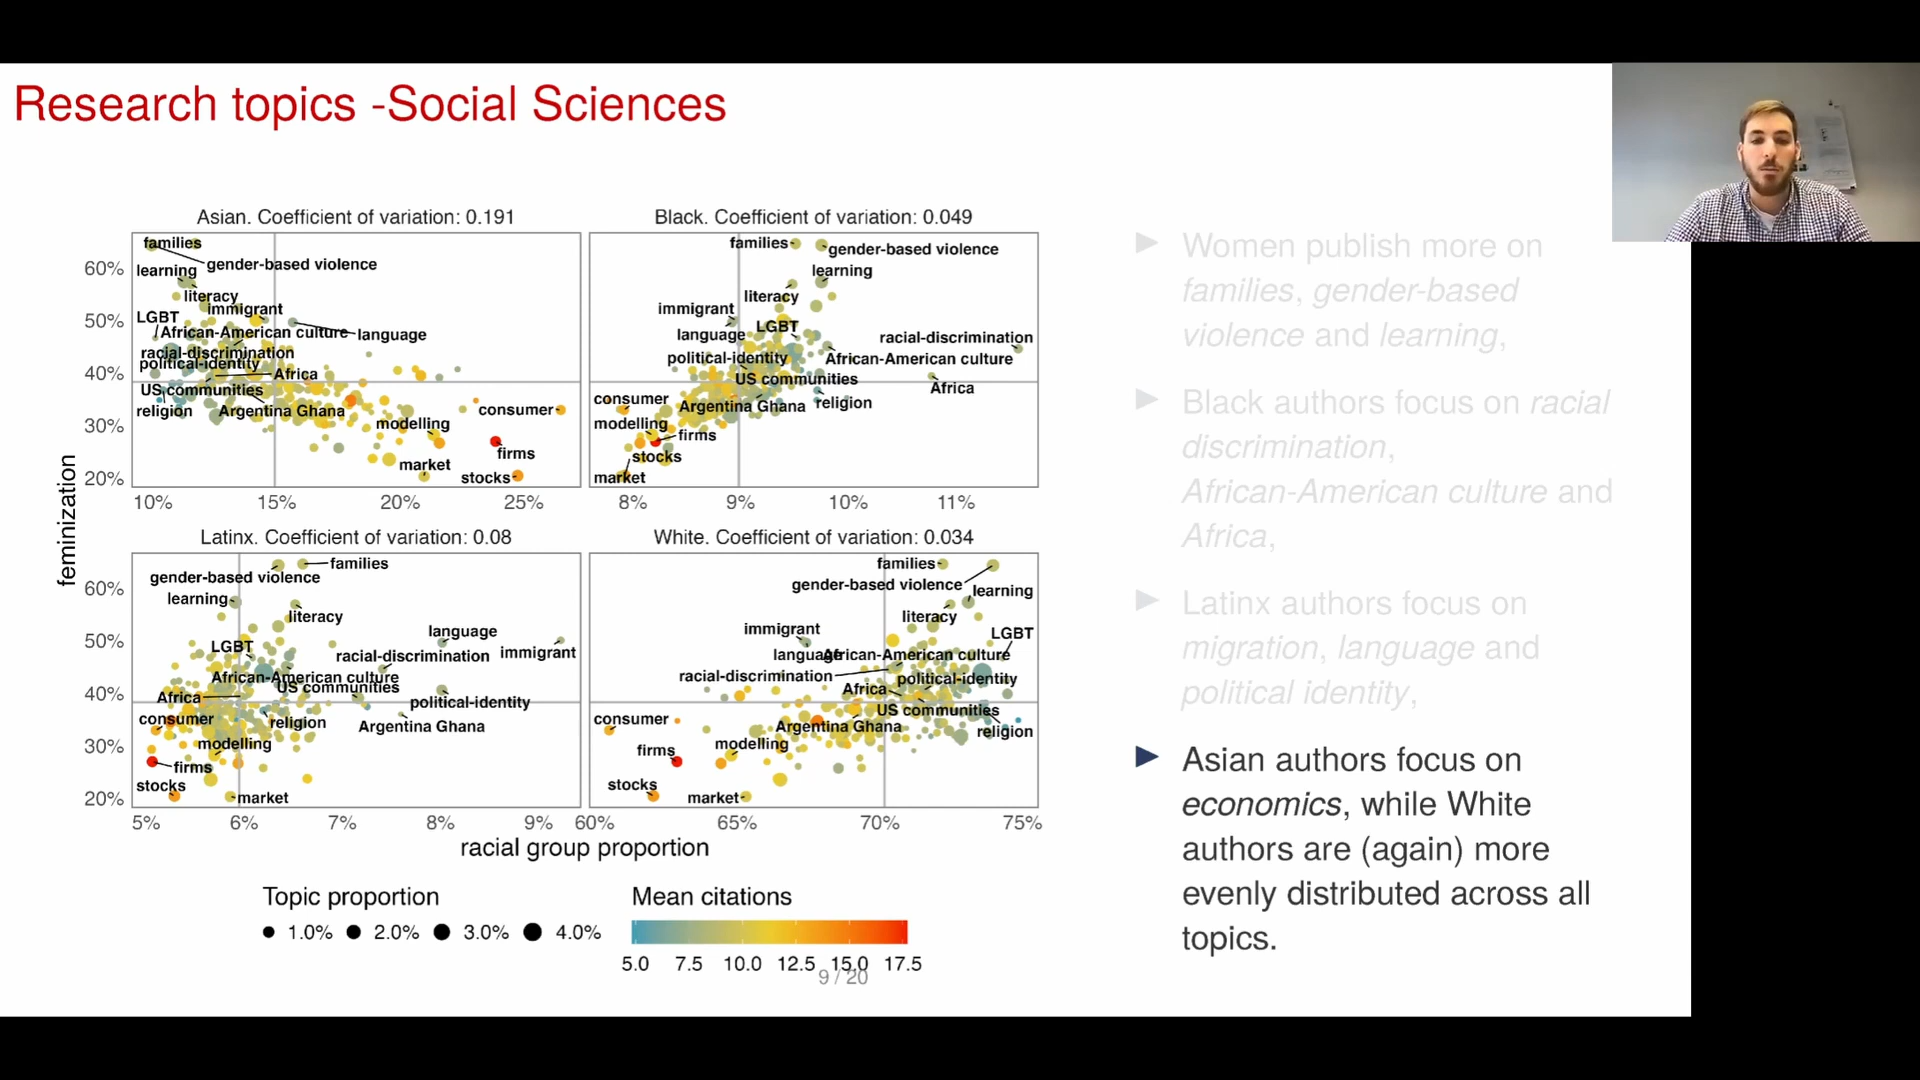 Research topics -Social Sciences
Asian. Coefficient of variation: 0.191
families
gender-based violence
learning
literacy
immigrant
LGBT
African-American culture
language
racial-discrimination
political-identity
Africa
US communities
religion
Argentina Ghana
consumer
modelling
firms
market
stocks
60%
50%
40%
30%
20%
10%
15%
20%
25%
Black. Coefficient of variation: 0.049
families
gender-based violence
learning
literacy
immigrant
LGBT
language
racial-discrimination
political-identity
African-American culture
US communities
Africa
consumer
Argentina Ghana
religion
modelling
firms
stocks
market
8%
9%
10%
11%
Latinx. Coefficient of variation: 0.08
families
gender-based violence
learning
literacy
language
LGBT
racial-discrimination
immigrant
African-American culture
US communities
Africa
political-identity
consumer
religion
Argentina Ghana
modelling
firms
stocks
market
60%
50%
40%
30%
20%
5%
6%
7%
8%
9%
White. Coefficient of variation: 0.034
families
gender-based violence
learning
literacy
immigrant
LGBT
language
African-American culture
racial-discrimination
political-identity
Africa
US communities
consumer
Argentina Ghana
religion
firms
modelling
stocks
market
60%
65%
70%
75%
feminization
racial group proportion
Topic proportion
1.0% 2.0% 3.0% 4.0%
Mean citations
5.0 7.5 10.0 12.5 15.0 17.5
9 / 20
Women publish more on
families, gender-based
violence and learning,
Black authors focus on racial
discrimination,
African-American culture and
Africa,
Latinx authors focus on
migration, language and
political identity,
Asian authors focus on
economics, while White
authors are (again) more
evenly distributed across all
topics.